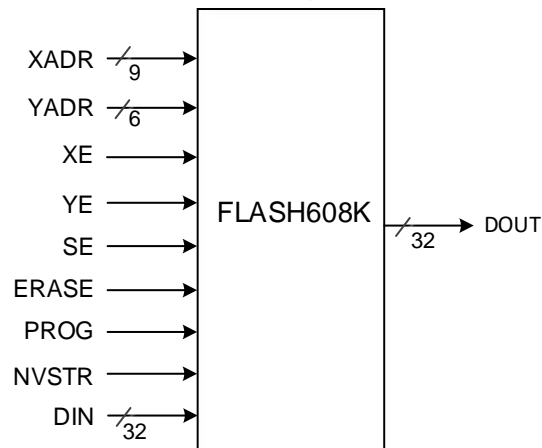 XADR
9
YADR
6
XE
YE
SE
ERASE
PROG
NVSTR
DIN
32
FLASH608K
32
DOUT